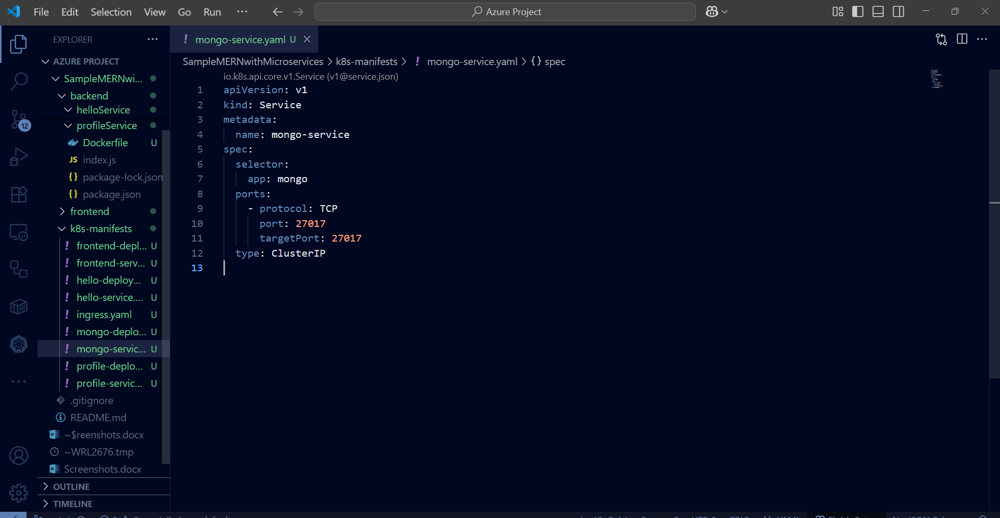 File Edit Selection View Go Run ··· Azure Project
EXPLORER ···
AZURE PROJECT
SampleMERNwi...
backend
helloService
profileService
Dockerfile U
JS index.js
{} package-lock.json
{} package.json
frontend
k8s-manifests
! frontend-depl... U
! frontend-serv... U
! hello-deploy... U
! hello-service.... U
! ingress.yaml U
! mongo-deplo... U
! mongo-servic... U
! profile-deplo... U
! profile-servic... U
.gitignore
README.md
~$reenshots.docx
~WRL2676.tmp
Screenshots.docx
OUTLINE
TIMELINE
12
! mongo-service.yaml U
SampleMERNwithMicroservices > k8s-manifests > ! mongo-service.yaml > {} spec
io.k8s.api.core.v1.Service (v1@service.json)
1 apiVersion: v1
2 kind: Service
3 metadata:
4 name: mongo-service
5 spec:
6 selector:
7 app: mongo
8 ports:
9 - protocol: TCP
10 port: 27017
11 targetPort: 27017
12 type: ClusterIP
13